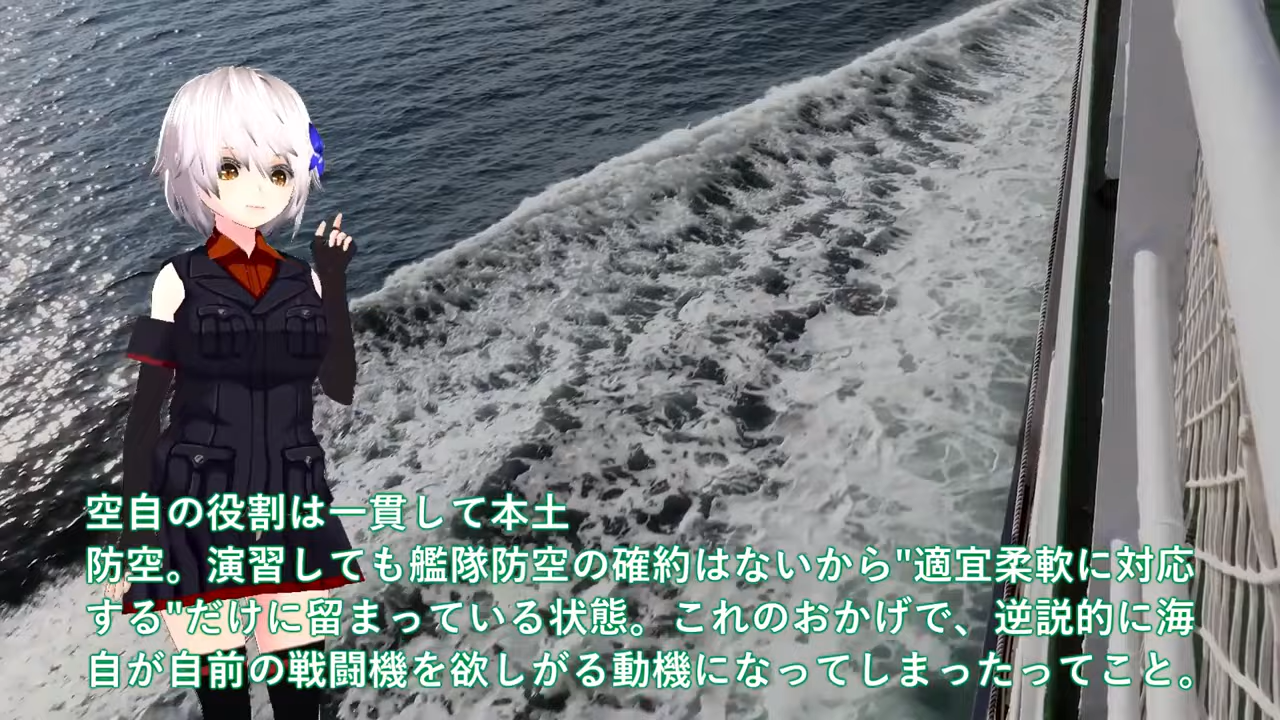 空自の役割は一貫して本土
防空。演習しても艦隊防空の確約はないから"適宜柔軟に対応
する"だけに留まっている状態。これのおかげで、逆説的に海
自が自前の戦闘機を欲しがる動機になってしまったってこと。